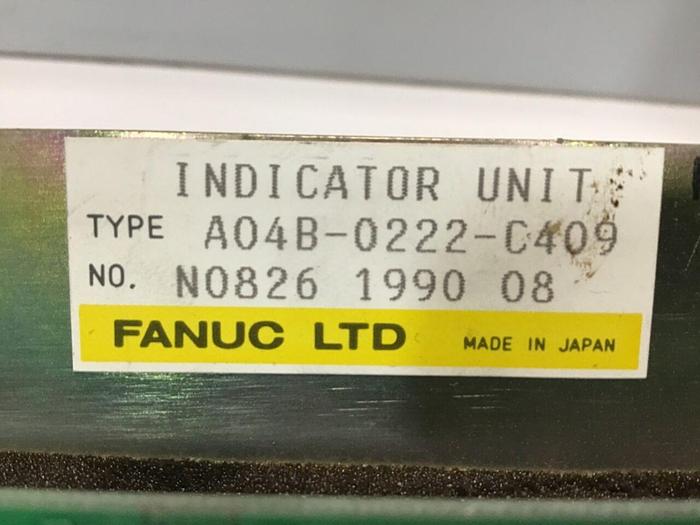 INDICATOR UNIT
TYPE A04B-0222-C409
NO. N0826 1990 08
FANUC LTD MADE IN JAPAN